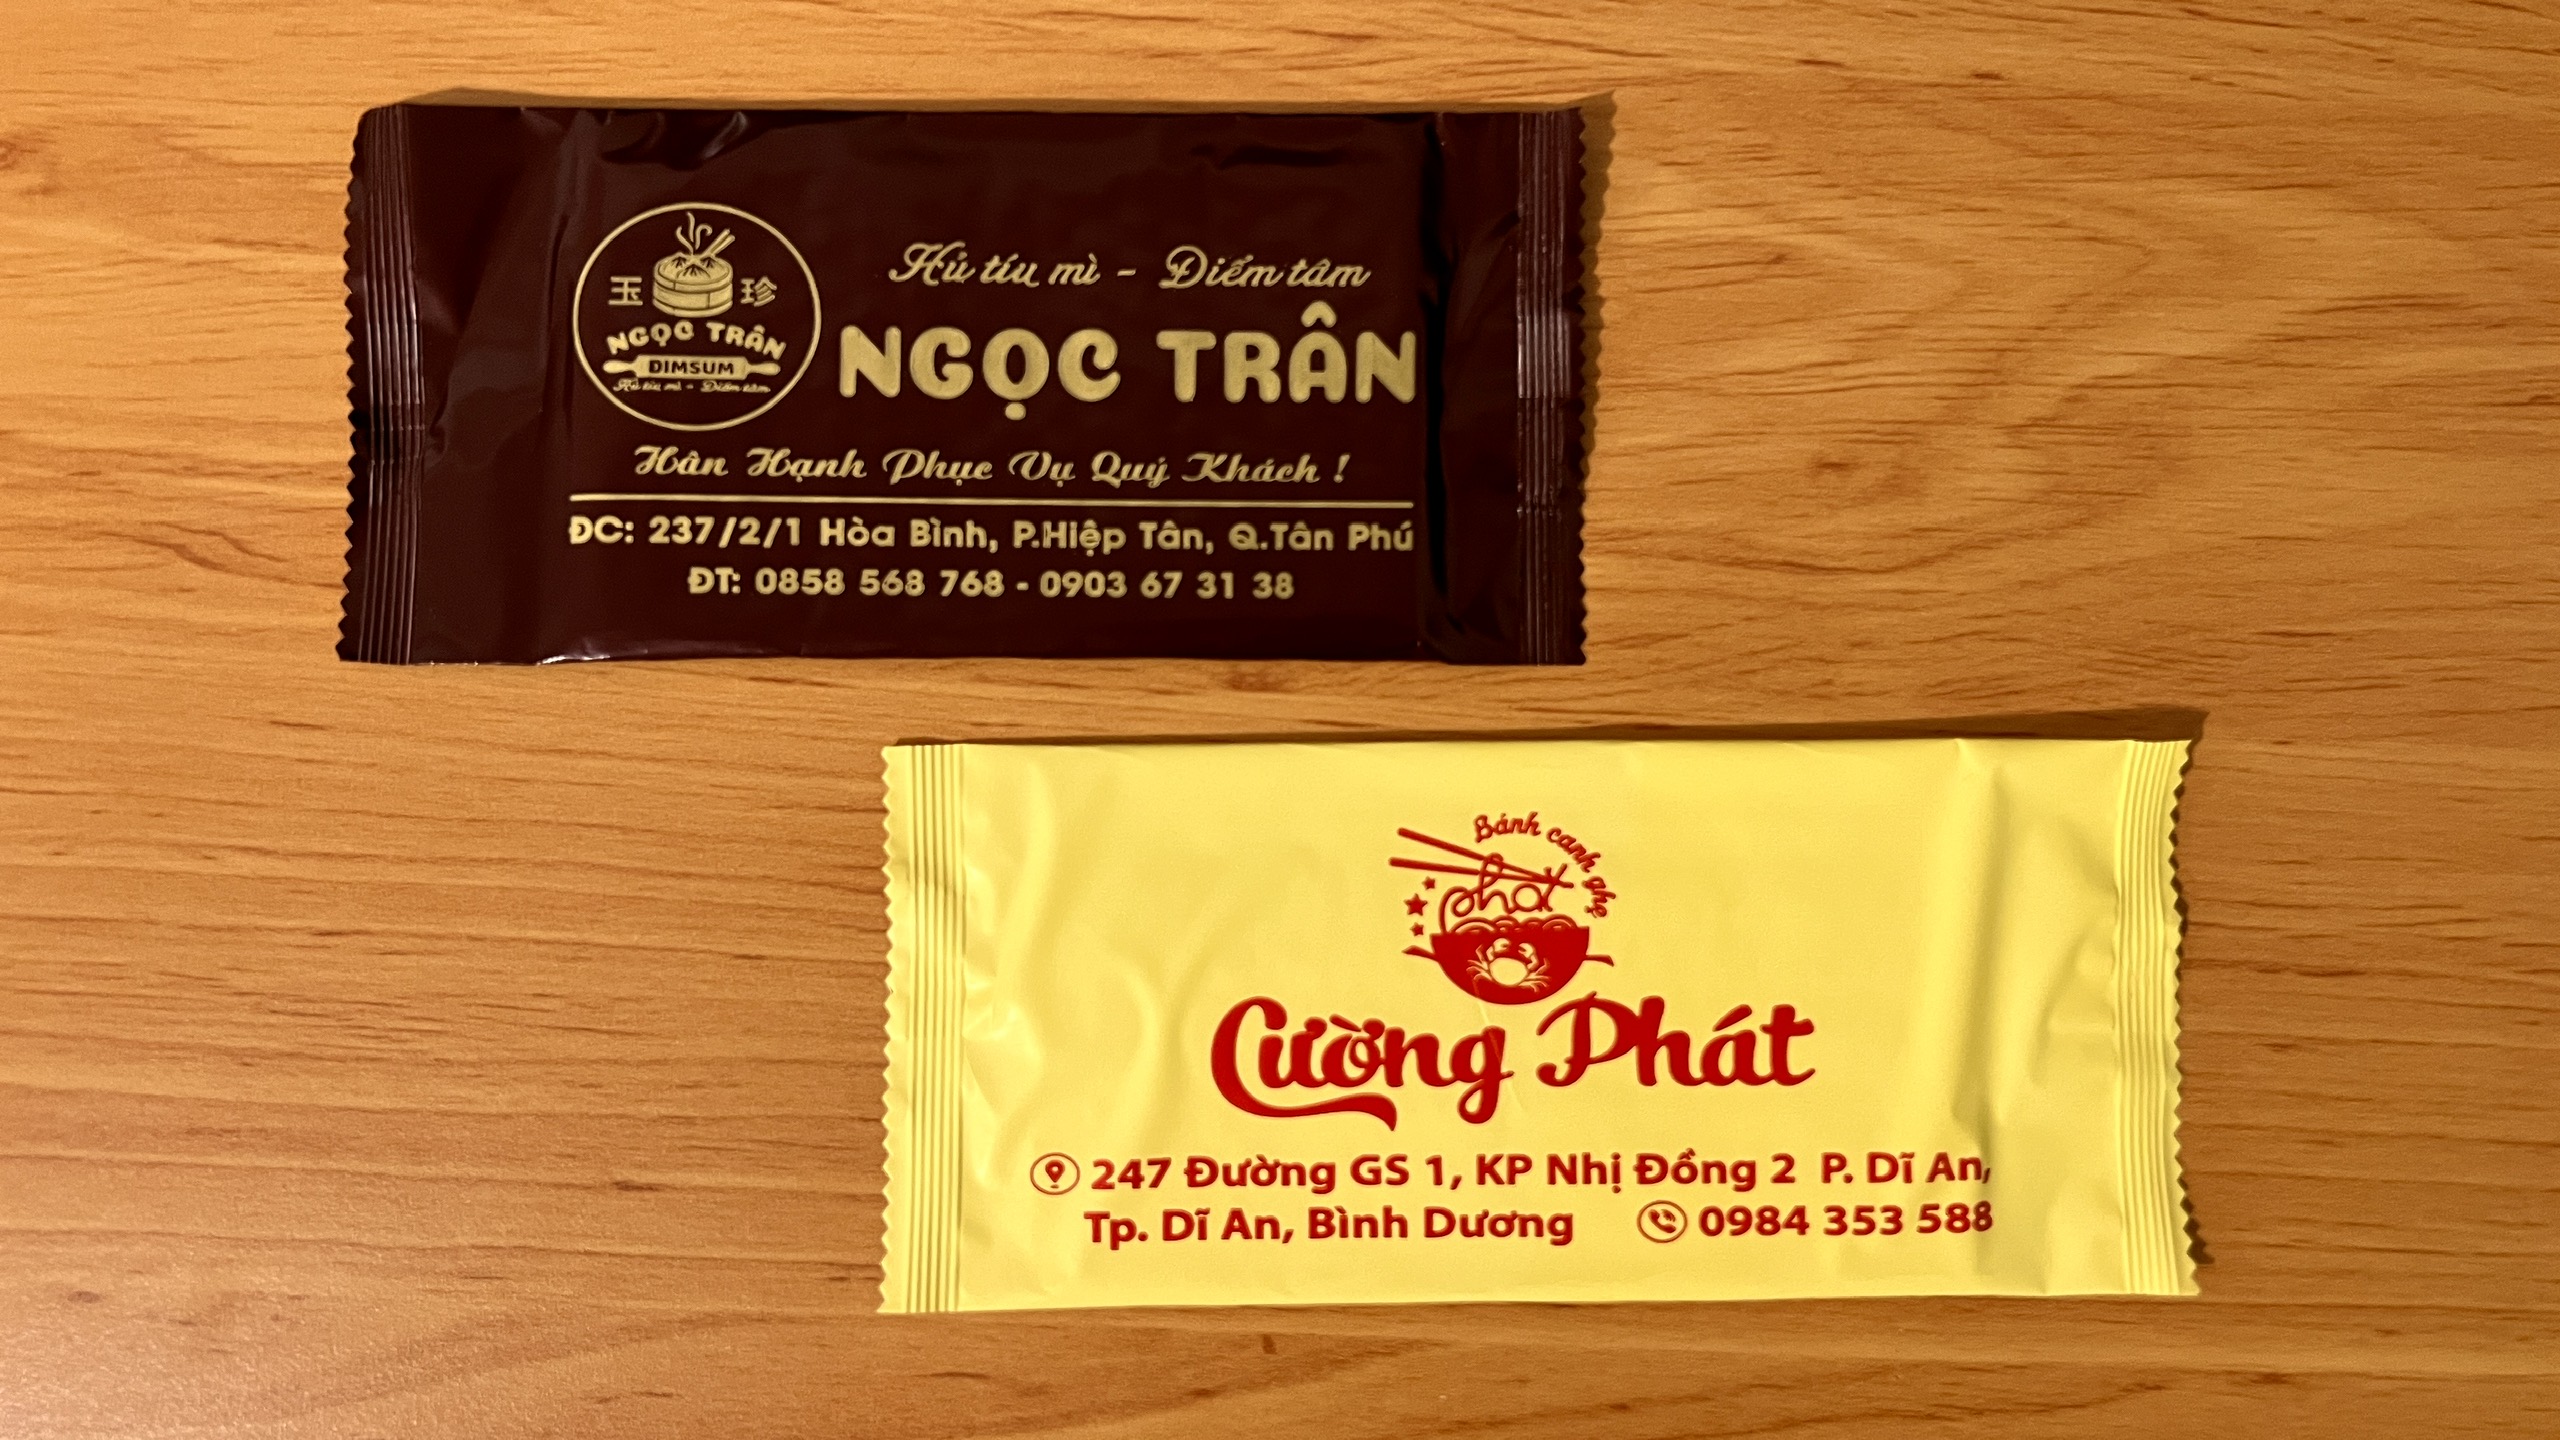 玉 珍
NGỌC TRÂN
DIMSUM
Hủ tíu mì - Điểm tâm
Hủ tíu mì - Điểm tâm
NGỌC TRÂN
Hân Hạnh Phục Vụ Quý Khách !
ĐC: 237/2/1 Hòa Bình, P.Hiệp Tân, Q.Tân Phú
ĐT: 0858 568 768 - 0903 67 31 38
Bánh canh ghẹ
phát
Cường Phát
247 Đường GS 1, KP Nhị Đồng 2 P. Dĩ An,
Tp. Dĩ An, Bình Dương 0984 353 588